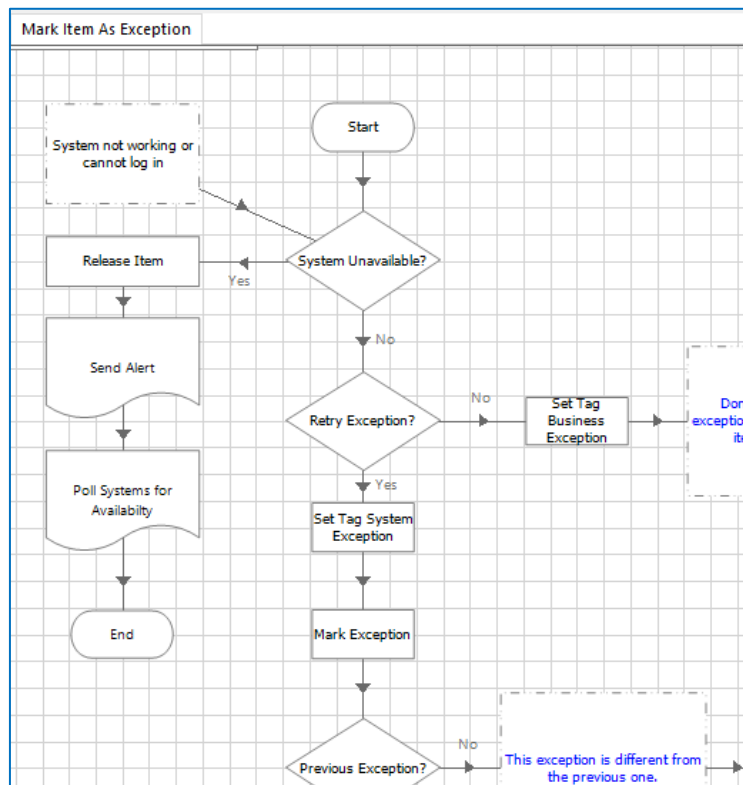 Mark Item As Exception
System not working or
cannot log in
Start
Release Item
Yes
System Unavailable?
No
Send Alert
Retry Exception?
No
Set Tag
Business
Exception
exception
Poll Systems for
Availabilty
Yes
Set Tag System
Exception
End
Mark Exception
Previous Exception?
No
This exception is different from
the previous one.